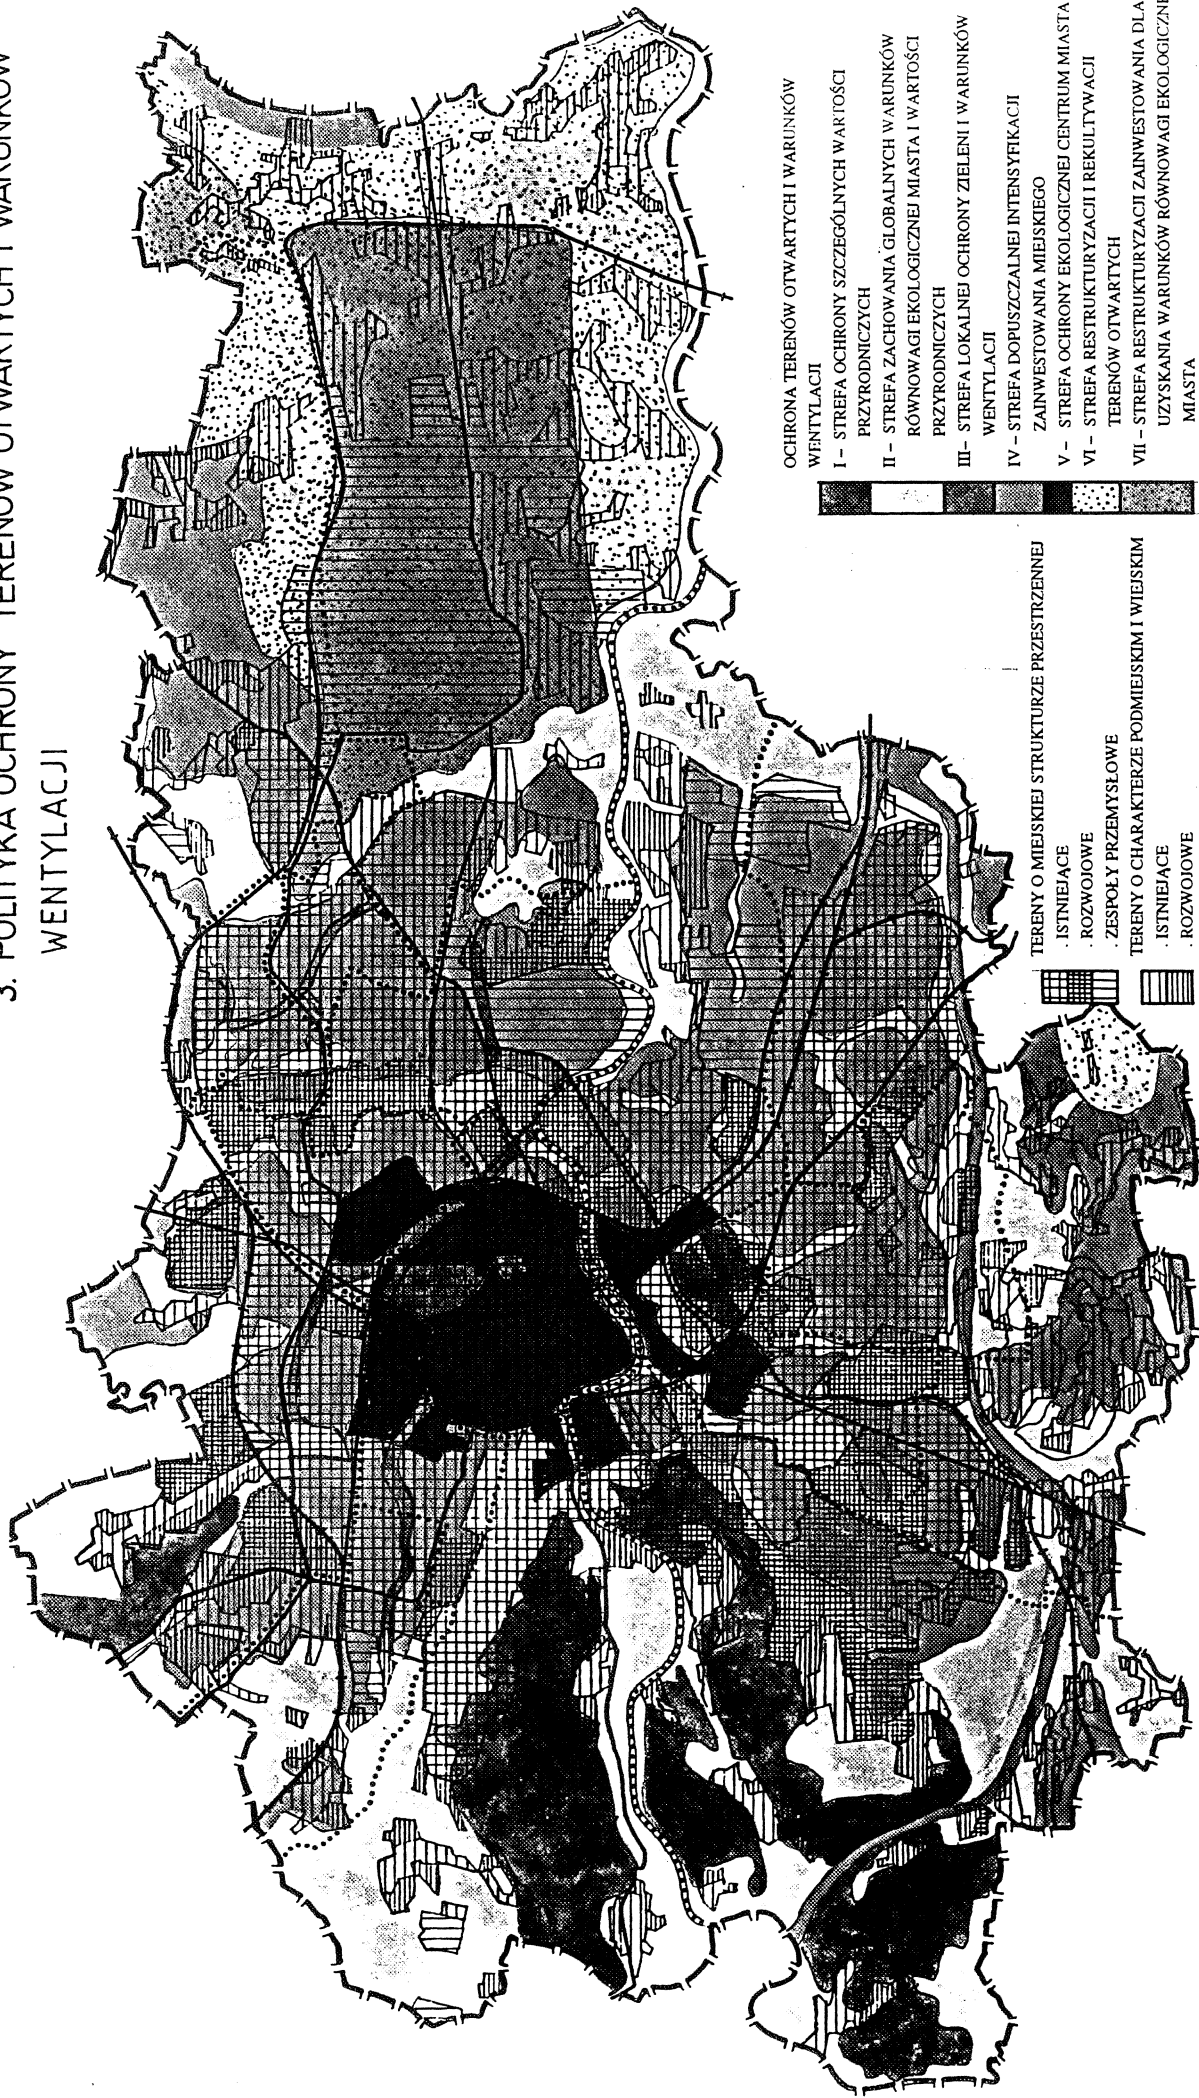 3. POLITYKA OCHRONY TERENÓW OTWARTYCH I WARUNKÓW
WENTYLACJI
OCHRONA TERENÓW OTWARTYCH I WARUNKÓW
WENTYLACJI
I – STREFA OCHRONY SZCZEGÓLNYCH WARTOŚCI
PRZYRODNICZYCH
II – STREFA ZACHOWANIA GLOBALNYCH WARUNKÓW
RÓWNOWAGI EKOLOGICZNEJ MIASTA I WARTOŚCI
PRZYRODNICZYCH
III – STREFA LOKALNEJ OCHRONY ZIELENI I WARUNKÓW
WENTYLACJI
IV – STREFA DOPUSZCZALNEJ INTENSYFIKACJI
ZAINWESTOWANIA MIEJSKIEGO
V – STREFA OCHRONY EKOLOGICZNEJ CENTRUM MIASTA
VI – STREFA RESTRUKTURYZACJI I REKULTYWACJI
TERENÓW OTWARTYCH
VII – STREFA RESTRUKTURYZACJI ZAINWESTOWANIA DLA
UZYSKANIA WARUNKÓW RÓWNOWAGI EKOLOGICZNE
MIASTA
TERENY O MIEJSKIEJ STRUKTURZE PRZESTRZENNEJ
. ISTNIEJĄCE
. ROZWOJOWE
. ZESPOŁY PRZEMYSŁOWE
TERENY O CHARAKTERZE PODMIEJSKIM I WIEJSKIM
. ISTNIEJĄCE
. ROZWOJOWE